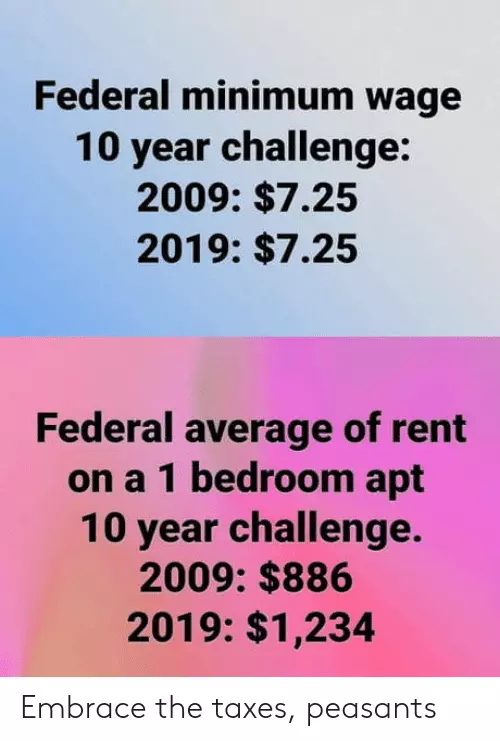 Federal minimum wage
10 year challenge:
2009: $7.25
2019: $7.25
Federal average of rent
on a 1 bedroom apt
10 year challenge.
2009: $886
2019: $1,234
Embrace the taxes, peasants